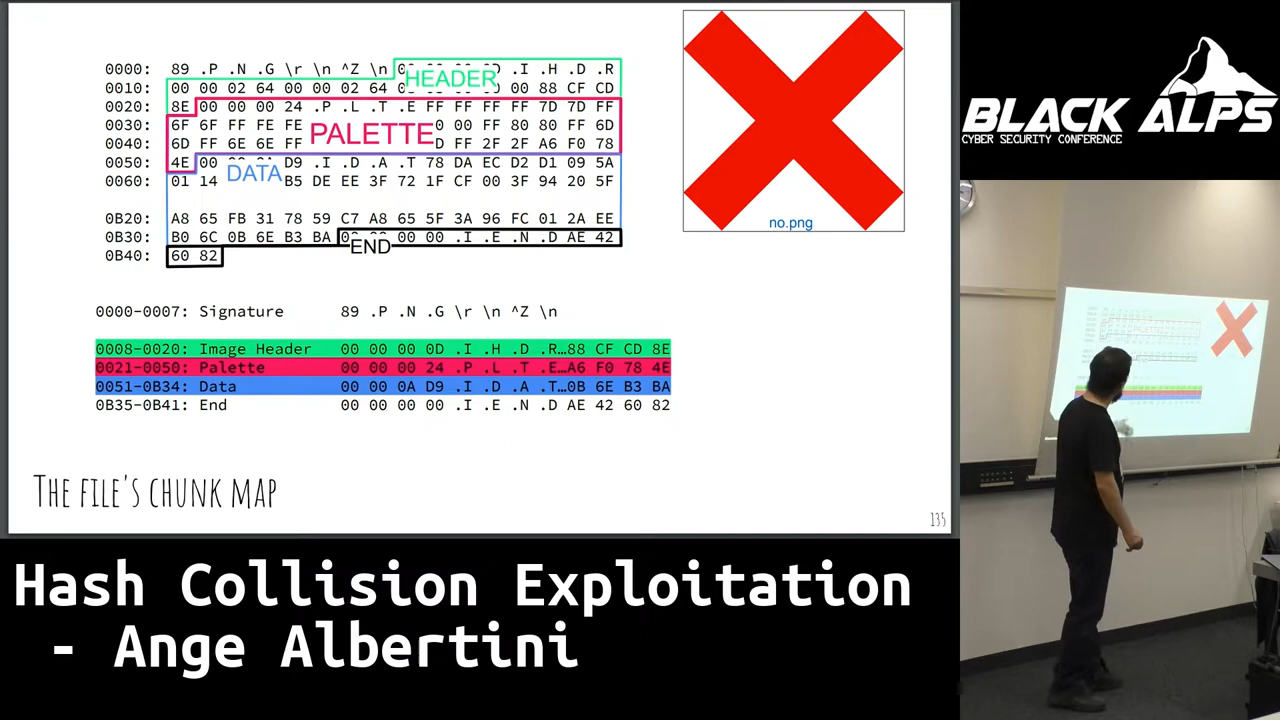 0000: 89 .P .N .G \r \n ^Z \n 0D .I .H .D .R
HEADER
0010: 00 00 02 64 00 00 02 64 00 00 88 CF CD
0020: 8E 00 00 00 24 .P .L .T .E FF FF FF FF 7D 7D FF
0030: 6F 6F FF FE FE 00 FF 80 80 FF 6D
PALETTE
0040: 6D FF 6E 6E FF FF 2F 2F A6 F0 78
0050: 4E 00 D9 .I .D .A .T 78 DA EC D2 D1 09 5A
DATA
0060: 01 14 B5 DE EE 3F 72 1F CF 00 3F 94 20 5F
0B20: A8 65 FB 31 78 59 C7 A8 65 5F 3A 96 FC 01 2A EE
0B30: B0 6C 0B 6E B3 BA 00 00 00 .I .E .N .D AE 42
END
0B40: 60 82
no.png
0000-0007: Signature 89 .P .N .G \r \n ^Z \n
0008-0020: Image Header 00 00 00 0D .I .H .D .R…88 CF CD 8E
0021-0050: Palette 00 00 00 24 .P .L .T .E…A6 F0 78 4E
0051-0B34: Data 00 00 0A D9 .I .D .A .T…0B 6E B3 BA
0B35-0B41: End 00 00 00 00 .I .E .N .D AE 42 60 82
The file's chunk map
135
BLACK ALPS
CYBER SECURITY CONFERENCE
Hash Collision Exploitation
- Ange Albertini